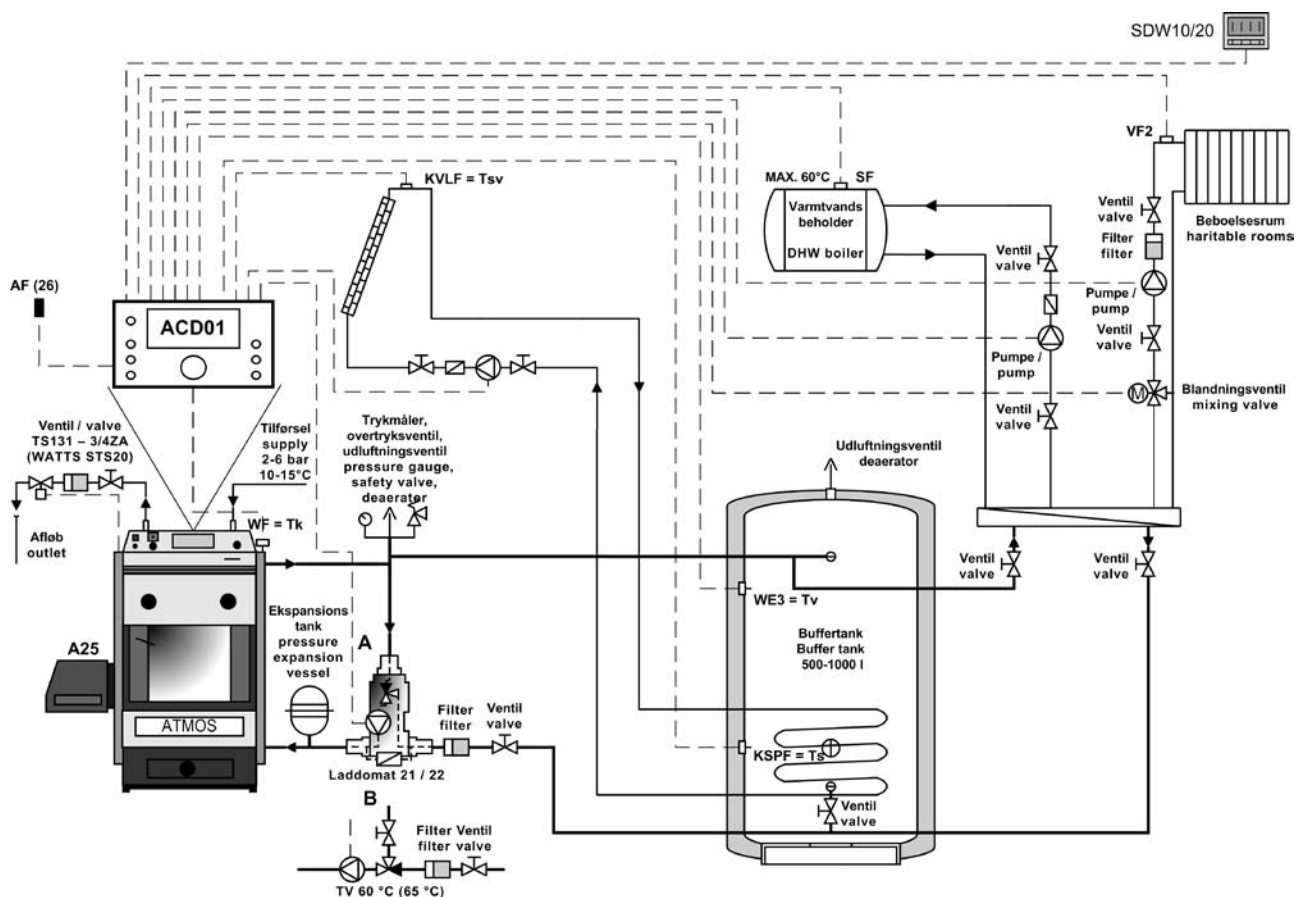 SDW10/20
VF2
KVLF = Tsv
MAX. 60°C SF
Varmtvands
beholder
DHW boiler
Ventil
valve
Ventil
valve
Filter
filter
Beboelsesrum
haritable rooms
AF (26)
ACD01
Pumpe /
pump
Pumpe /
pump
Ventil
valve
M
Blandningsventil
mixing valve
Ventil
valve
Ventil / valve
TS131 – 3/4ZA
(WATTS STS20)
Tilførsel
supply
2-6 bar
10-15°C
Trykmåler,
overtryksventil,
udluftningsventil
pressure gauge,
safety valve,
deaerator
Udluftningsventil
deaerator
WF = Tk
Afløb
outlet
Ventil
valve
Ventil
valve
WE3 = Tv
Ekspansions
tank
pressure
expansion
vessel
A
Buffertank
Buffer tank
500-1000 l
A25
ATMOS
Filter
filter
Ventil
valve
KSPF = Ts
Laddomat 21 / 22
B
Ventil
valve
Filter Ventil
filter valve
TV 60 °C (65 °C)